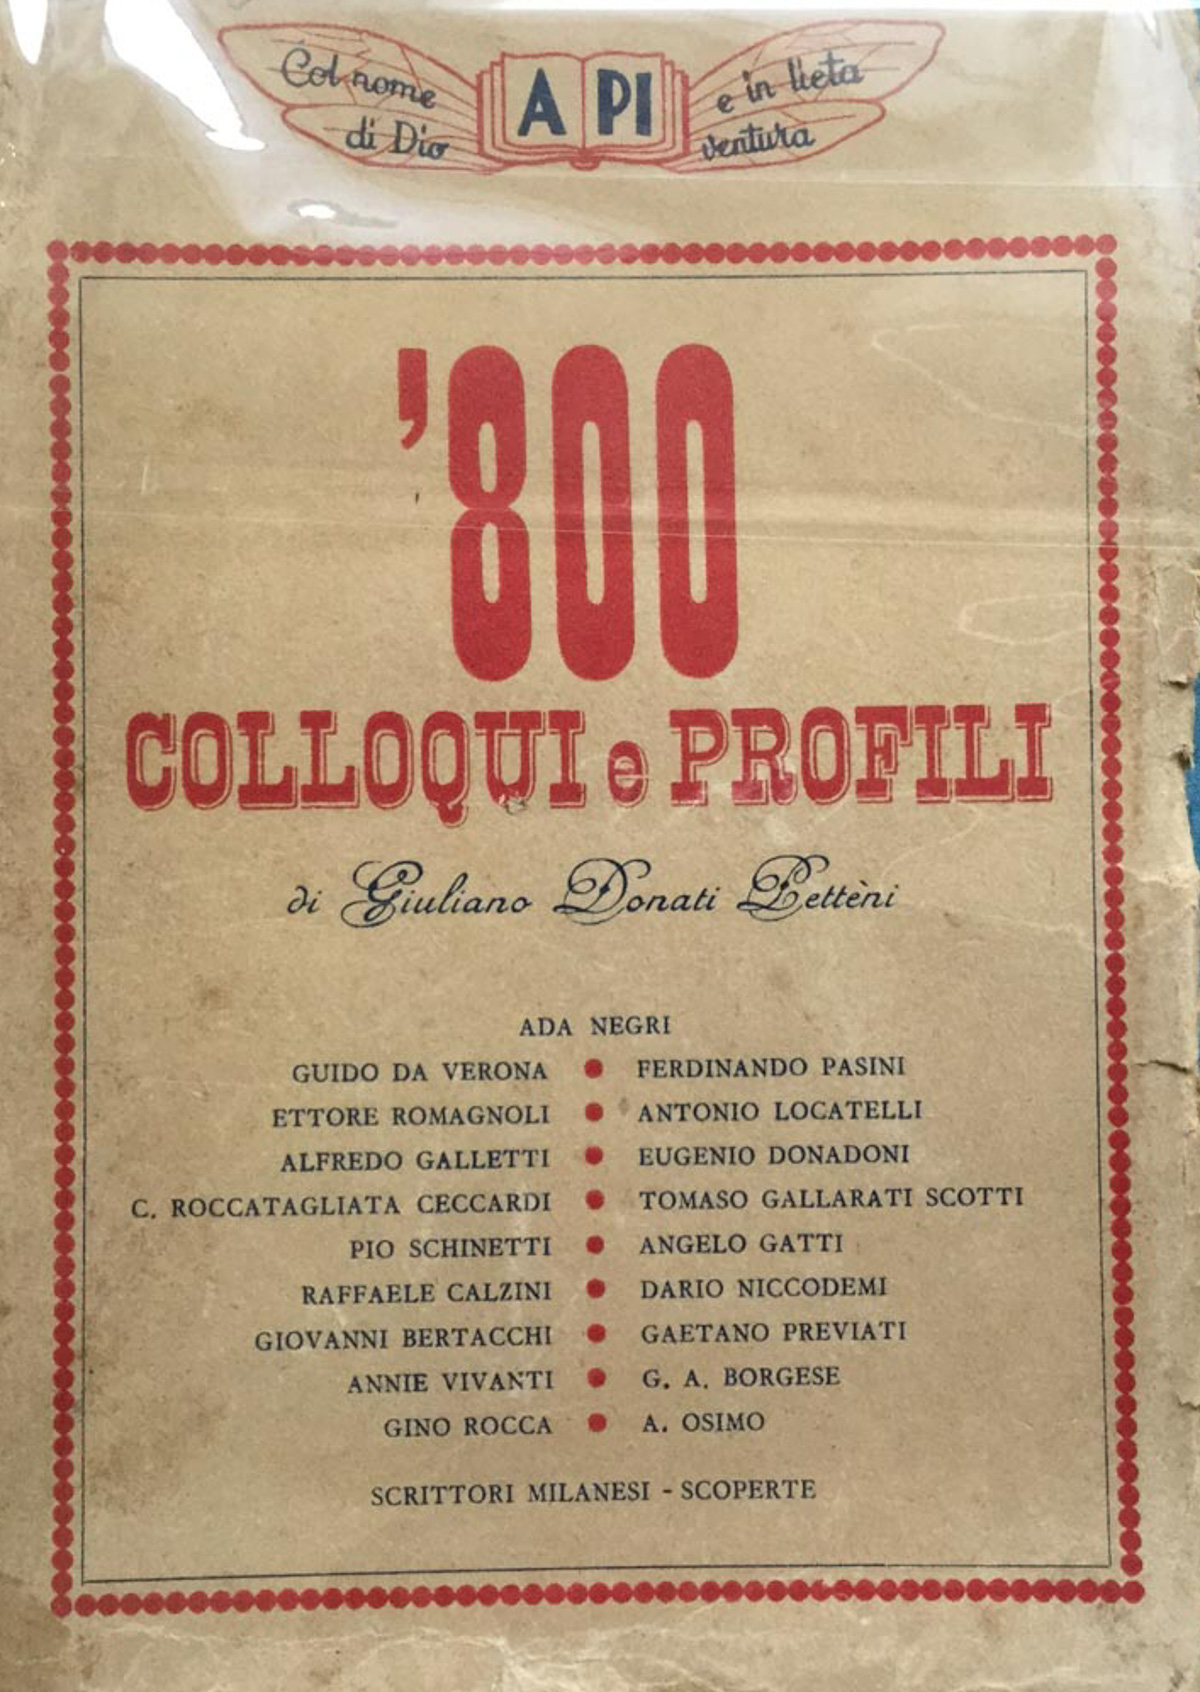 Col nome
di Dio
A PI
e in lieta
ventura
'800
COLLOQUI e PROFILI
di Giuliano Donati Pettèni
ADA NEGRI
GUIDO DA VERONA ● FERDINANDO PASINI
ETTORE ROMAGNOLI ● ANTONIO LOCATELLI
ALFREDO GALLETTI ● EUGENIO DONADONI
C. ROCCATAGLIATA CECCARDI ● TOMASO GALLARATI SCOTTI
PIO SCHINETTI ● ANGELO GATTI
RAFFAELE CALZINI ● DARIO NICCODEMI
GIOVANNI BERTACCHI ● GAETANO PREVIATI
ANNIE VIVANTI ● G. A. BORGESE
GINO ROCCA ● A. OSIMO
SCRITTORI MILANESI - SCOPERTE